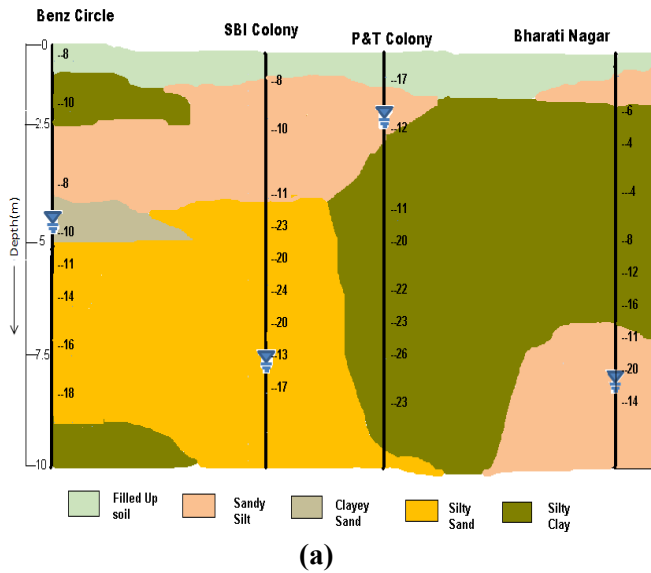 Benz Circle
SBI Colony
P&T Colony
Bharati Nagar
Depth(m)
0
2.5
5
7.5
10
--8
--10
--8
--10
--11
--14
--16
--18
--8
--10
--11
--23
--20
--24
--20
--13
--17
--17
--12
--11
--20
--22
--23
--26
--23
--6
--4
--4
--8
--12
--16
--11
--20
--14
Filled Up
soil
Sandy
Silt
Clayey
Sand
Silty
Sand
Silty
Clay
(a)